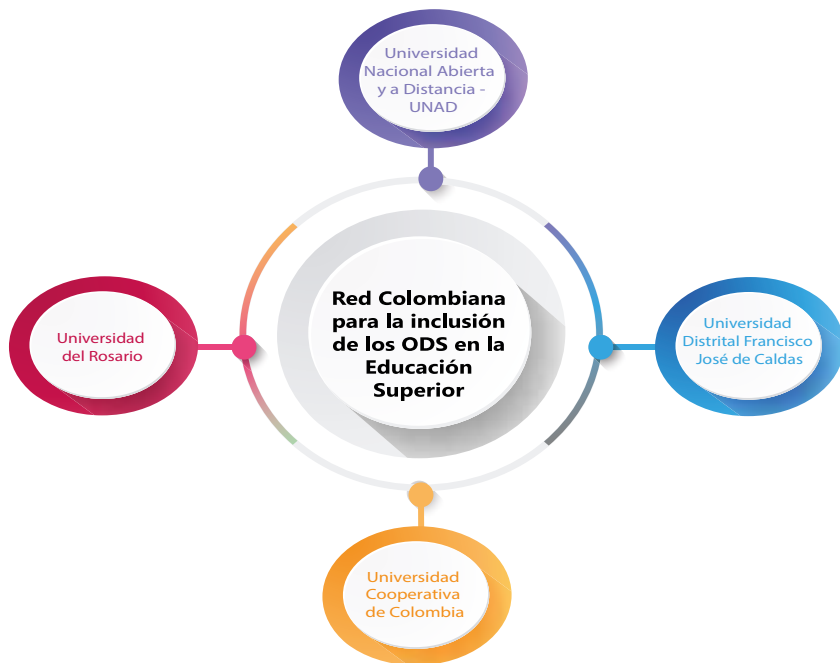 Universidad
Nacional Abierta
y a Distancia -
UNAD
Red Colombiana
para la inclusión
de los ODS en la
Educación
Superior
Universidad
del Rosario
Universidad
Distrital Francisco
José de Caldas
Universidad
Cooperativa
de Colombia